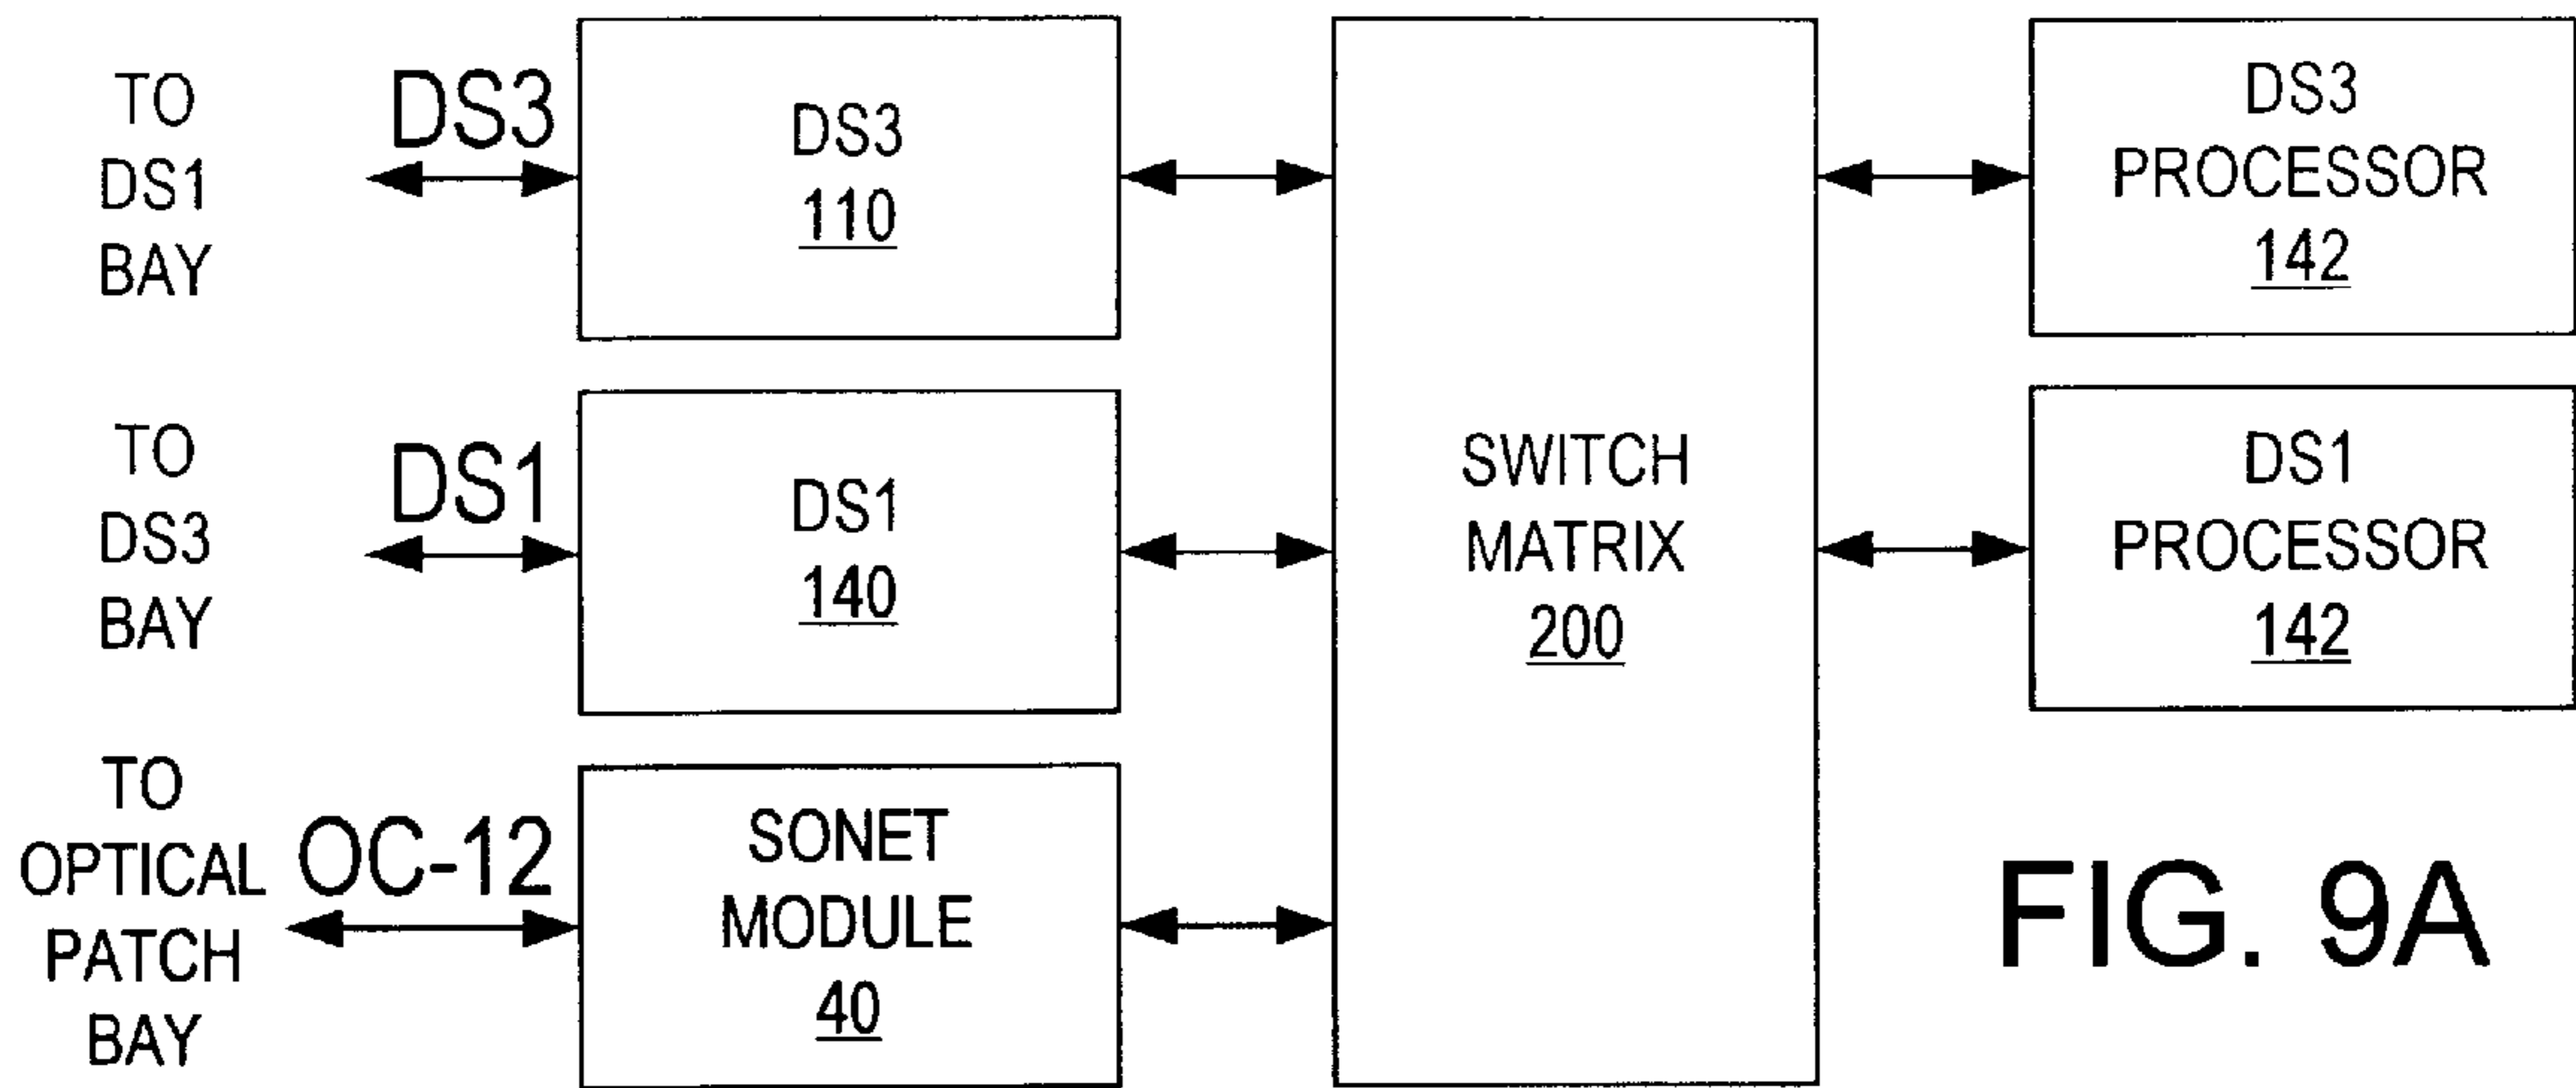 TO
DS1
BAY
DS3
DS3
110
TO
DS3
BAY
DS1
DS1
140
TO
OPTICAL
PATCH
BAY
OC-12
SONET
MODULE
40
SWITCH
MATRIX
200
DS3
PROCESSOR
142
DS1
PROCESSOR
142
FIG. 9A